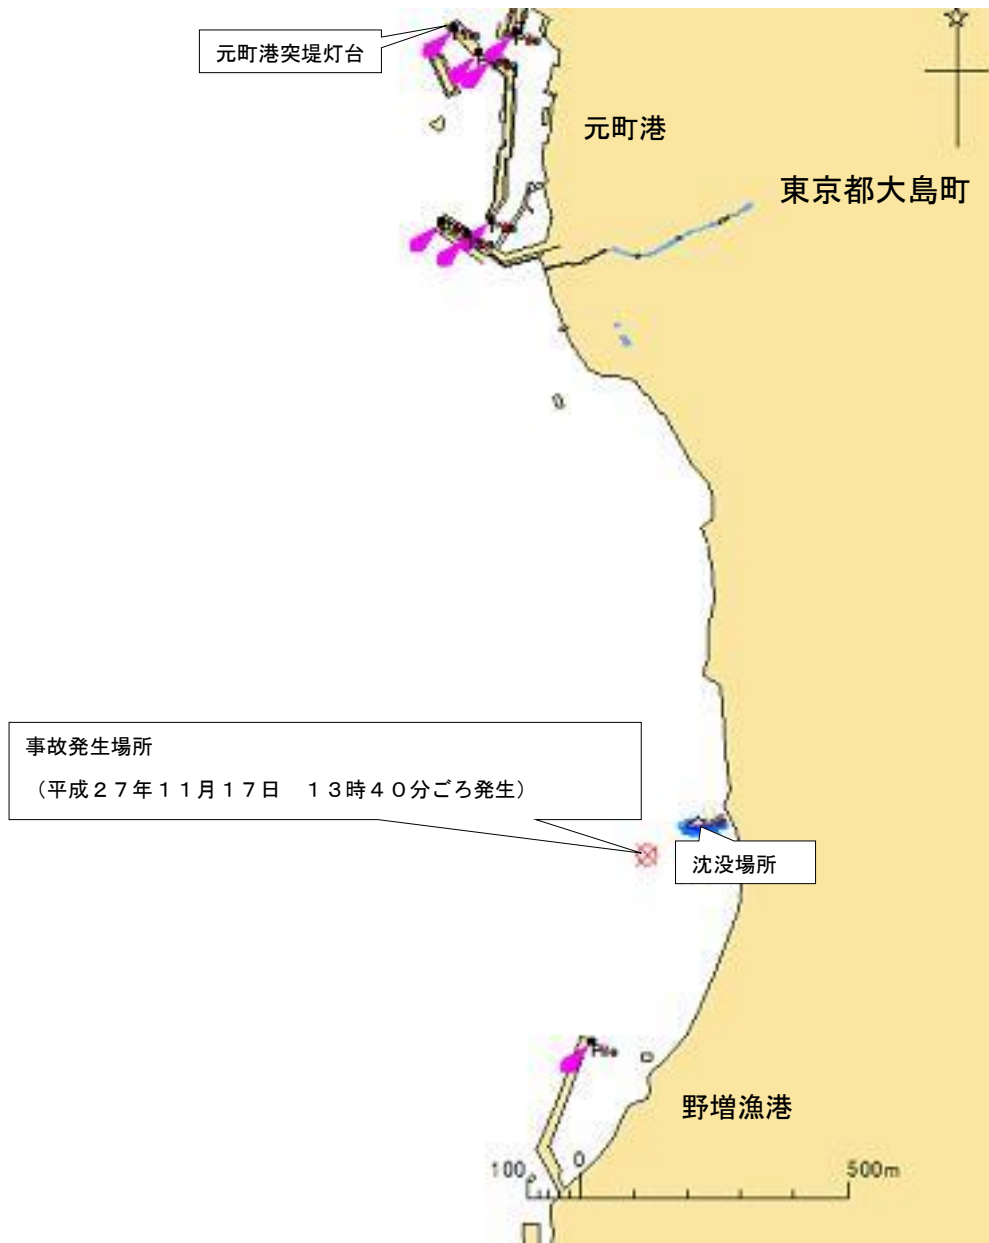 元町港突堤灯台
元町港
東京都大島町
事故発生場所
（平成２７年１１月１７日　１３時４０分ごろ発生）
沈没場所
野増漁港
100
0
500m